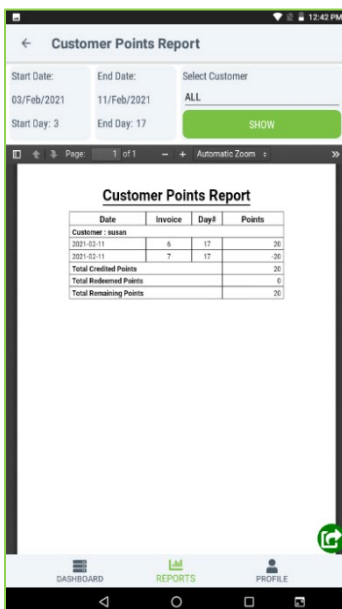 12:42 PM
Customer Points Report
Start Date: End Date: Select Customer
03/Feb/2021 11/Feb/2021 ALL
Start Day: 3 End Day: 17 SHOW
Page: 1 of 1 − + Automatic Zoom
Customer Points Report
Date Invoice Day# Points
Customer : susan
2021-02-11 6 17 20
2021-02-11 7 17 -20
Total Credited Points 20
Total Redeemed Points 0
Total Remaining Points 20
DASHBOARD REPORTS PROFILE